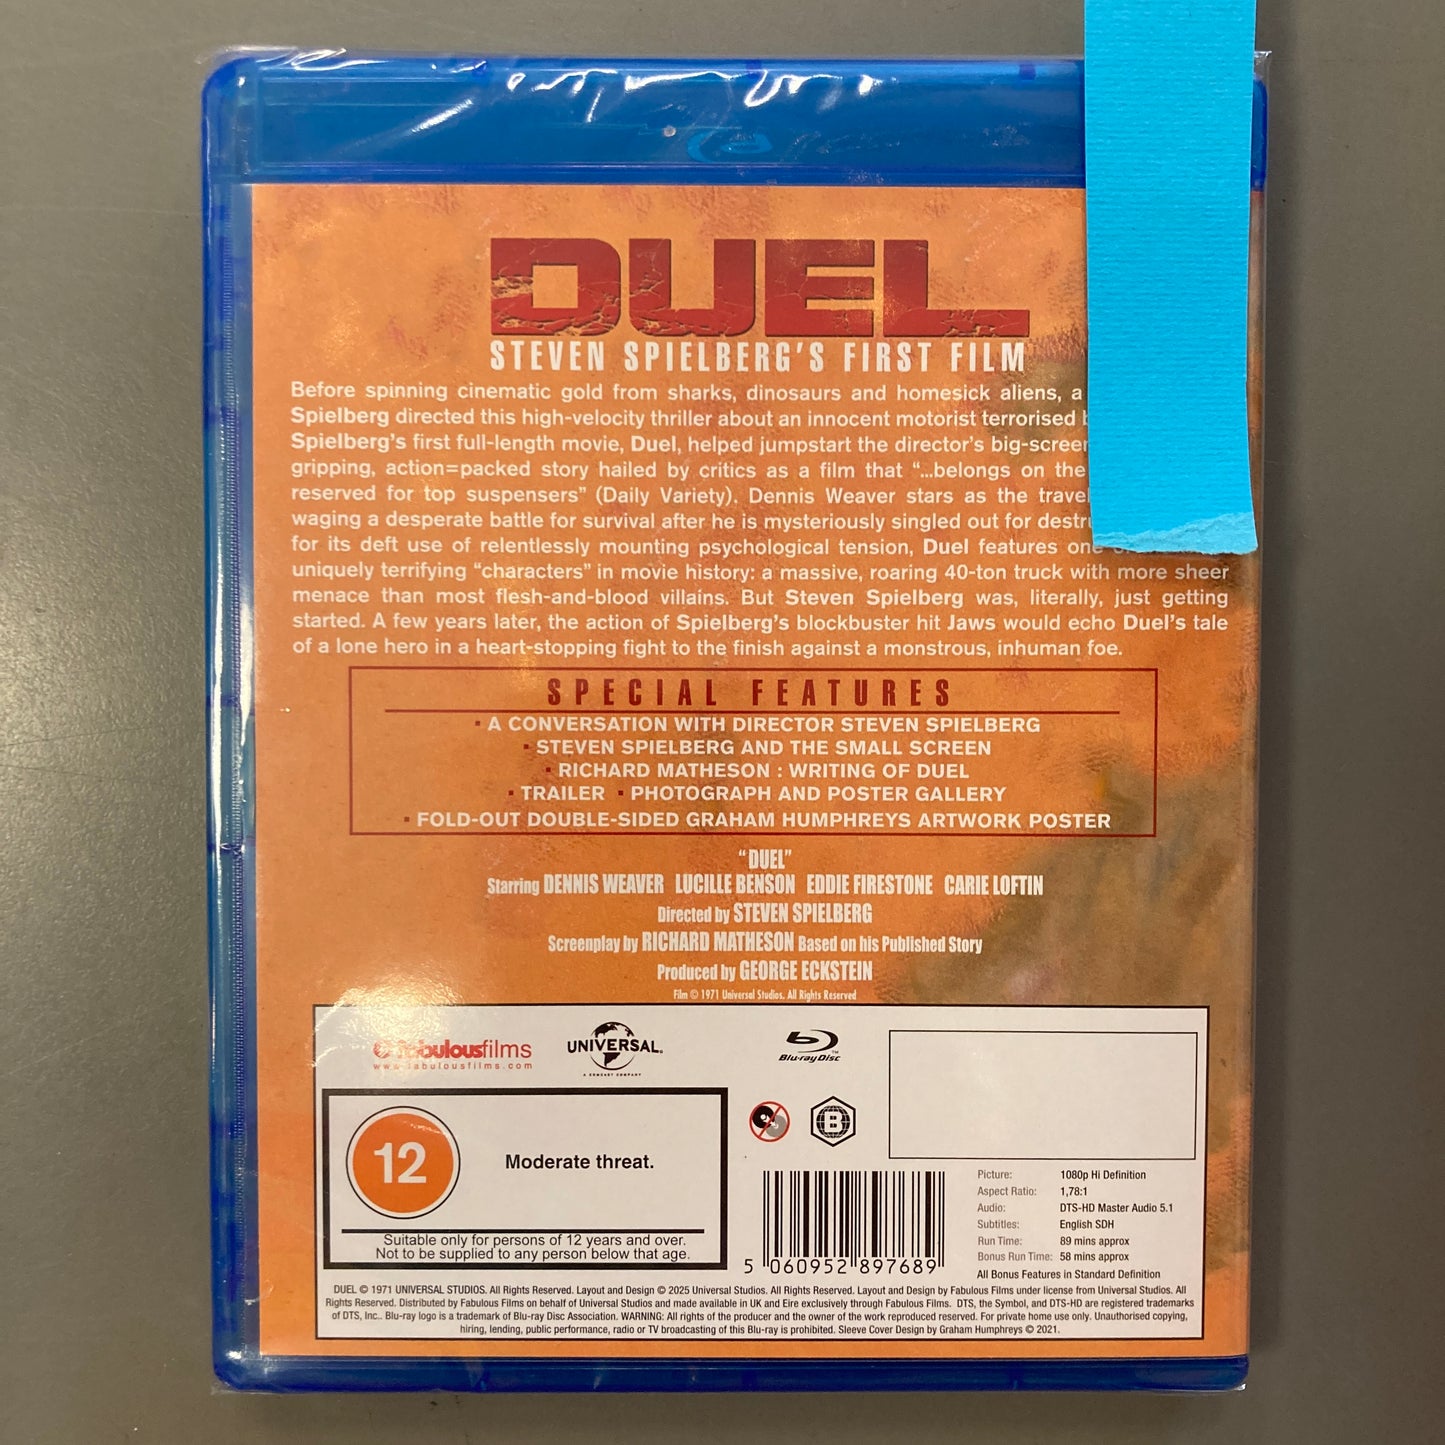 DUEL
STEVEN SPIELBERG'S FIRST FILM
Before spinning cinematic gold from sharks, dinosaurs and homesick aliens, a
Spielberg directed this high-velocity thriller about an innocent motorist terrorised
Spielberg's first full-length movie, Duel, helped jumpstart the director's big-screen
gripping, action=packed story hailed by critics as a film that "...belongs on the
reserved for top suspensers" (Daily Variety). Dennis Weaver stars as the
waging a desperate battle for survival after he is mysteriously singled out for
for its deft use of relentlessly mounting psychological tension, Duel features one
uniquely terrifying "characters" in movie history: a massive, roaring 40-ton truck with more sheer
menace than most flesh-and-blood villains. But Steven Spielberg was, literally, just getting
started. A few years later, the action of Spielberg's blockbuster hit Jaws would echo Duel's tale
of a lone hero in a heart-stopping fight to the finish against a monstrous, inhuman foe.
SPECIAL FEATURES
▪ A CONVERSATION WITH DIRECTOR STEVEN SPIELBERG
▪ STEVEN SPIELBERG AND THE SMALL SCREEN
▪ RICHARD MATHESON : WRITING OF DUEL
▪ TRAILER ▪ PHOTOGRAPH AND POSTER GALLERY
▪ FOLD-OUT DOUBLE-SIDED GRAHAM HUMPHREYS ARTWORK POSTER
"DUEL"
Starring DENNIS WEAVER LUCILLE BENSON EDDIE FIRESTONE CARIE LOFTIN
Directed by STEVEN SPIELBERG
Screenplay by RICHARD MATHESON Based on his Published Story
Produced by GEORGE ECKSTEIN
Film © 1971 Universal Studios. All Rights Reserved
fabulousfilms
www.fabulousfilms.com
UNIVERSAL
A COMCAST COMPANY
Blu-ray Disc™
B
12
Moderate threat.
Suitable only for persons of 12 years and over.
Not to be supplied to any person below that age.
5 060952 897689
Picture: 1080p Hi Definition
Aspect Ratio: 1,78:1
Audio: DTS-HD Master Audio 5.1
Subtitles: English SDH
Run Time: 89 mins approx
Bonus Run Time: 58 mins approx
All Bonus Features in Standard Definition
DUEL © 1971 UNIVERSAL STUDIOS. All Rights Reserved. Layout and Design © 2025 Universal Studios. All Rights Reserved. Layout and Design by Fabulous Films under license from Universal Studios. All
Rights Reserved. Distributed by Fabulous Films on behalf of Universal Studios and made available in UK and Eire exclusively through Fabulous Films. DTS, the Symbol, and DTS-HD are registered trademarks
of DTS, Inc.. Blu-ray logo is a trademark of Blu-ray Disc Association. WARNING: All rights of the producer and the owner of the work reproduced reserved. For private home use only. Unauthorised copying,
hiring, lending, public performance, radio or TV broadcasting of this Blu-ray is prohibited. Sleeve Cover Design by Graham Humphreys © 2021.